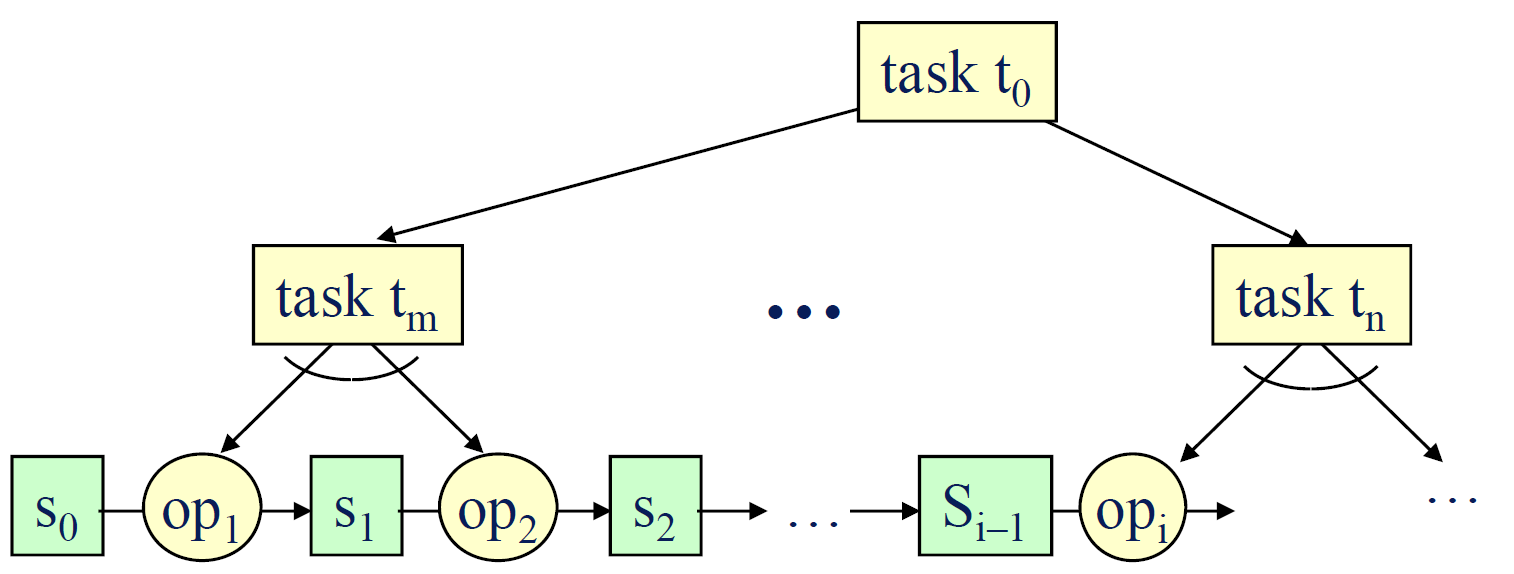 task t₀
task tₘ ... task tₙ
s₀ op₁ s₁ op₂ s₂ ... Sᵢ₋₁ opᵢ ...